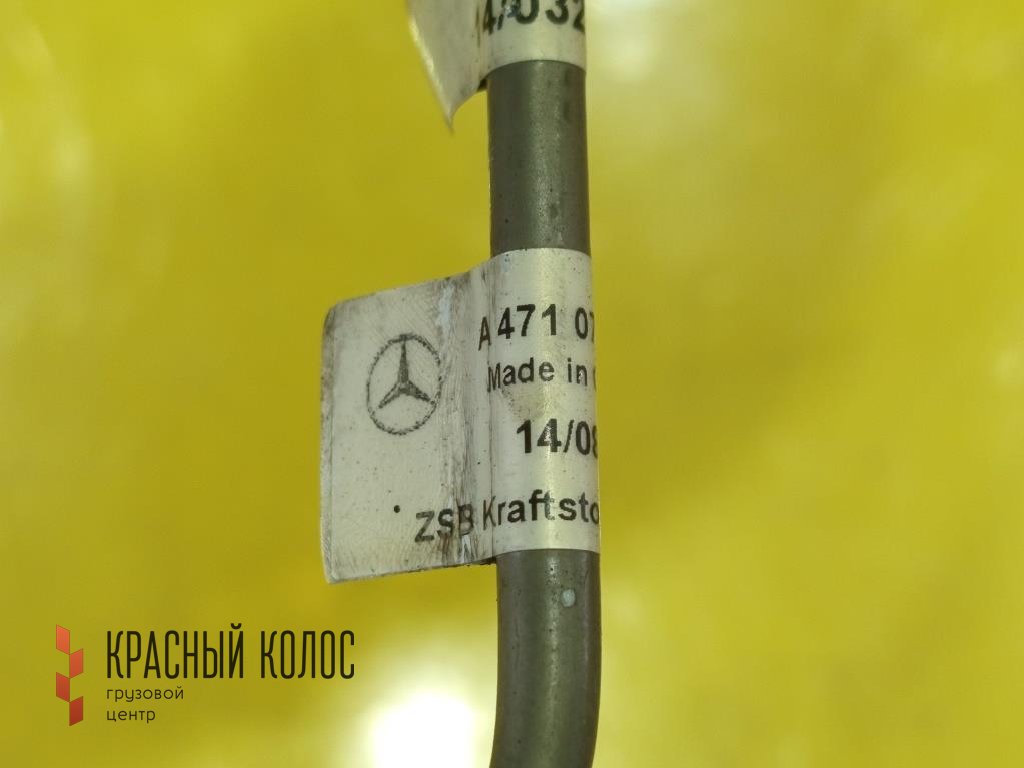 A 471 07
Made in
14/08
ZSB Kraftsto
КРАСНЫЙ КОЛОС
грузовой
центр